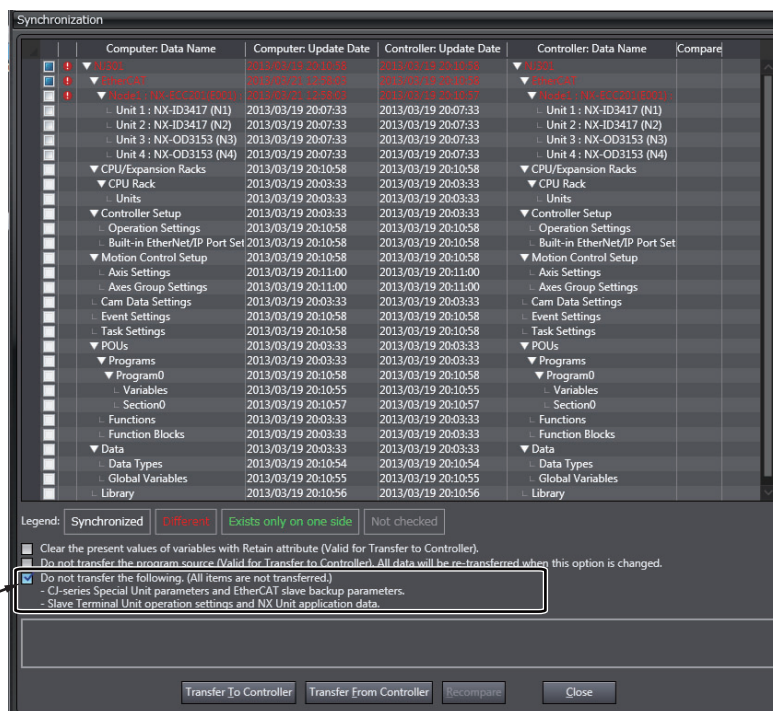 Synchronization
Computer: Data Name Computer: Update Date Controller: Update Date Controller: Data Name Compare
EtherCAT EtherCAT
Unit 1 : NX-ID3417 (N1) 2013/03/19 20:07:33 2013/03/19 20:07:33 Unit 1 : NX-ID3417 (N1)
Unit 2 : NX-ID3417 (N2) 2013/03/19 20:07:33 2013/03/19 20:07:33 Unit 2 : NX-ID3417 (N2)
Unit 3 : NX-OD3153 (N3) 2013/03/19 20:07:33 2013/03/19 20:07:33 Unit 3 : NX-OD3153 (N3)
Unit 4 : NX-OD3153 (N4) 2013/03/19 20:07:33 2013/03/19 20:07:33 Unit 4 : NX-OD3153 (N4)
CPU/Expansion Racks 2013/03/19 20:10:58 2013/03/19 20:10:58 CPU/Expansion Racks
CPU Rack 2013/03/19 20:03:33 2013/03/19 20:03:33 CPU Rack
Units 2013/03/19 20:03:33 2013/03/19 20:03:33 Units
Controller Setup 2013/03/19 20:03:33 2013/03/19 20:03:33 Controller Setup
Operation Settings 2013/03/19 20:10:58 2013/03/19 20:10:58 Operation Settings
Built-in EtherNet/IP Port Set 2013/03/19 20:10:58 2013/03/19 20:10:58 Built-in EtherNet/IP Port Set
Motion Control Setup 2013/03/19 20:10:58 2013/03/19 20:10:58 Motion Control Setup
Axis Settings 2013/03/19 20:11:00 2013/03/19 20:11:00 Axis Settings
Axes Group Settings 2013/03/19 20:11:00 2013/03/19 20:11:00 Axes Group Settings
Cam Data Settings 2013/03/19 20:03:33 2013/03/19 20:03:33 Cam Data Settings
Event Settings 2013/03/19 20:10:58 2013/03/19 20:10:58 Event Settings
Task Settings 2013/03/19 20:10:58 2013/03/19 20:10:58 Task Settings
POUs 2013/03/19 20:03:33 2013/03/19 20:03:33 POUs
Programs 2013/03/19 20:03:33 2013/03/19 20:03:33 Programs
Program0 2013/03/19 20:10:58 2013/03/19 20:10:58 Program0
Variables 2013/03/19 20:10:55 2013/03/19 20:10:55 Variables
Section0 2013/03/19 20:10:57 2013/03/19 20:10:57 Section0
Functions 2013/03/19 20:03:33 2013/03/19 20:03:33 Functions
Function Blocks 2013/03/19 20:03:33 2013/03/19 20:03:33 Function Blocks
Data 2013/03/19 20:03:33 2013/03/19 20:03:33 Data
Data Types 2013/03/19 20:10:54 2013/03/19 20:10:54 Data Types
Global Variables 2013/03/19 20:10:55 2013/03/19 20:10:55 Global Variables
Library 2013/03/19 20:10:56 2013/03/19 20:10:56 Library
Legend: Synchronized Different Exists only on one side Not checked
Clear the present values of variables with Retain attribute (Valid for Transfer to Controller).
Do not transfer the program source (Valid for Transfer to Controller). All data will be re-transferred when this option is changed.
Do not transfer the following. (All items are not transferred.)
- CJ-series Special Unit parameters and EtherCAT slave backup parameters.
- Slave Terminal Unit operation settings and NX Unit application data.
Transfer To Controller Transfer From Controller Recompare Close